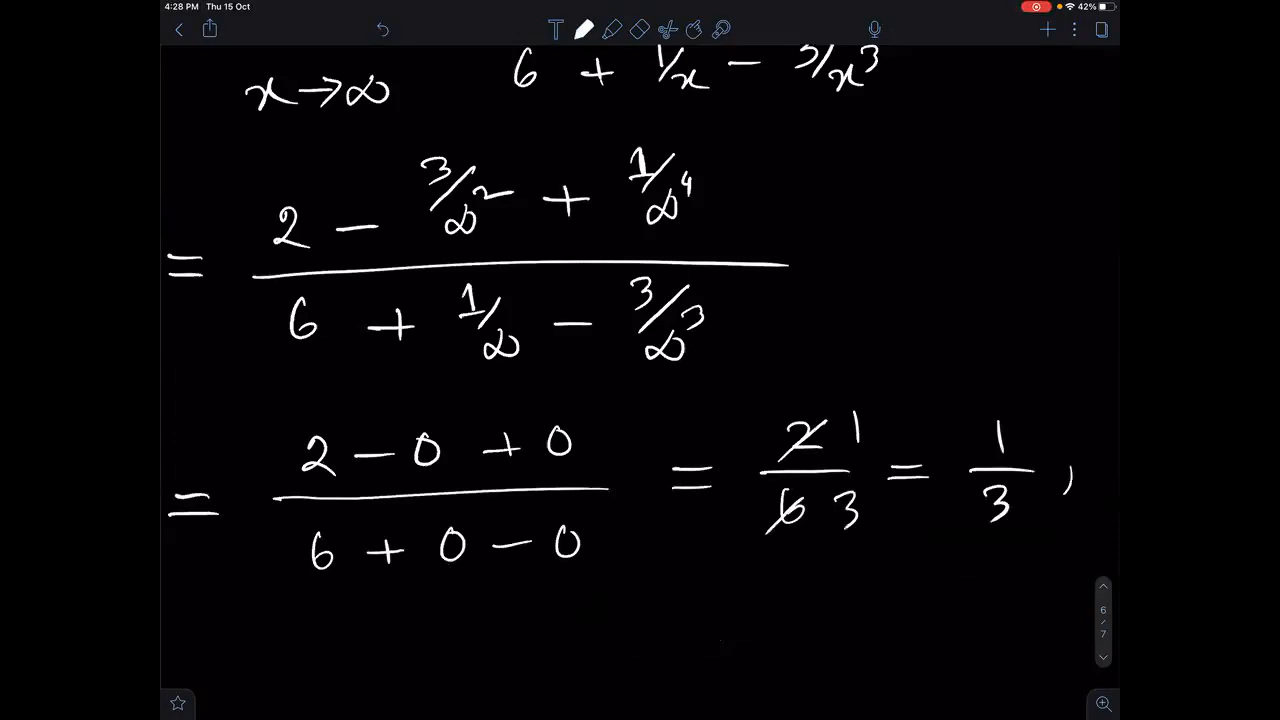 4:28 PM Thu 15 Oct 42%
T
x→∞ 6 + 1/x - 3/x³
= (2 - 3/∞² + 1/∞⁴) / (6 + 1/∞ - 3/∞³)
= (2 - 0 + 0) / (6 + 0 - 0) = 2 1 / 6 3 = 1/3 ,
6
/
7